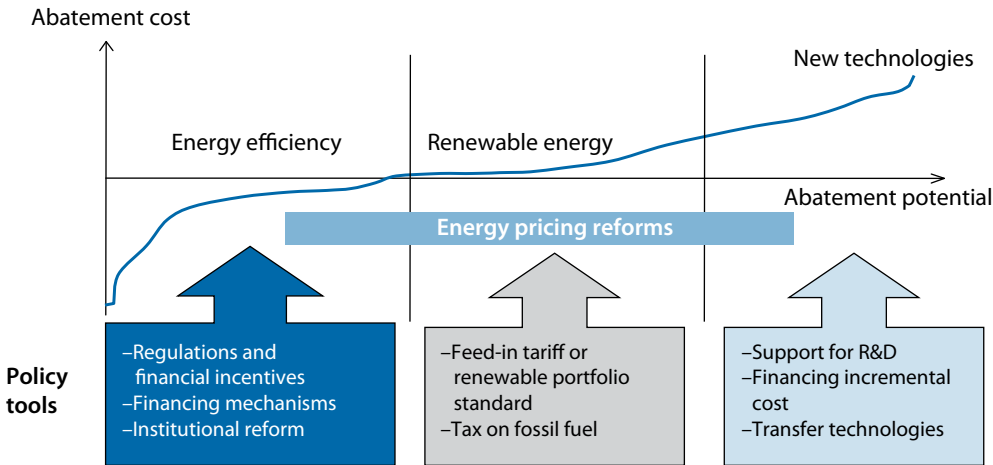 Abatement cost
New technologies
Energy efficiency
Renewable energy
Abatement potential
Energy pricing reforms
Policy
tools
–Regulations and
financial incentives
–Financing mechanisms
–Institutional reform
–Feed-in tariff or
renewable portfolio
standard
–Tax on fossil fuel
–Support for R&D
–Financing incremental
cost
–Transfer technologies